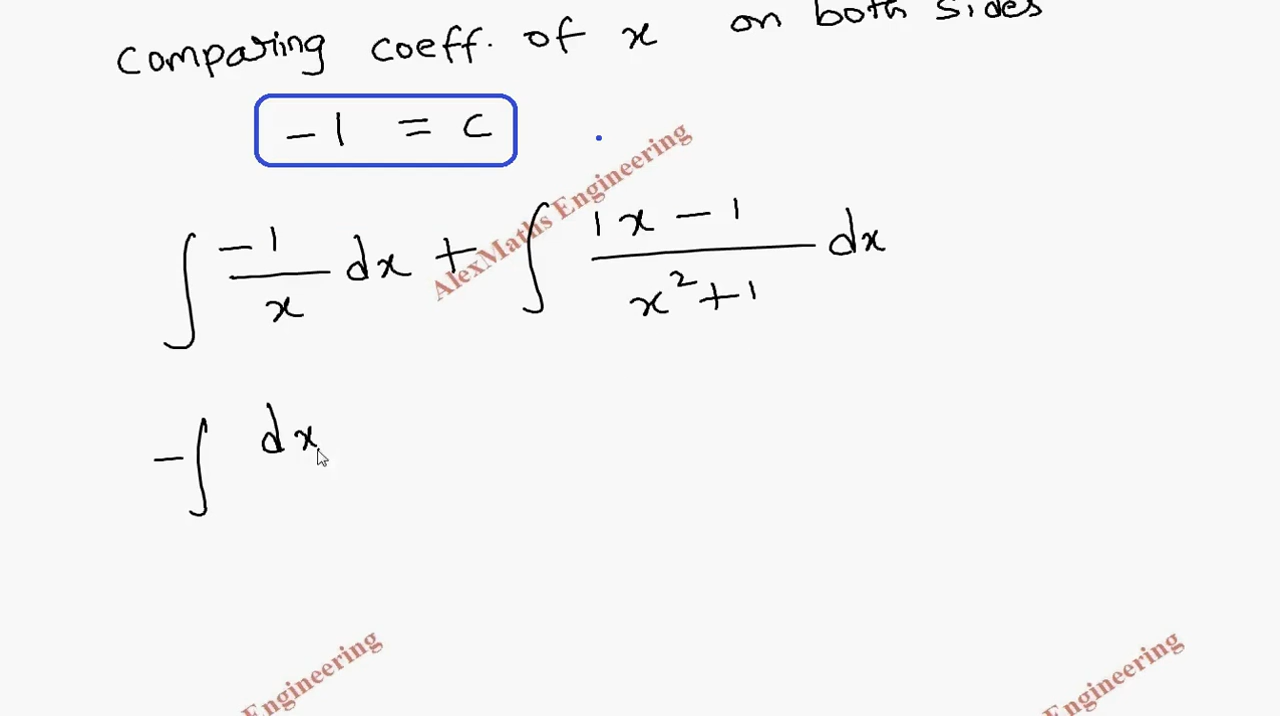 comparing coeff. of x on both sides
-1 = c
∫ -1/x dx + ∫ 1x - 1 / x²+1 dx
-∫ dx
AlexMaths Engineering
Engineering
Engineering